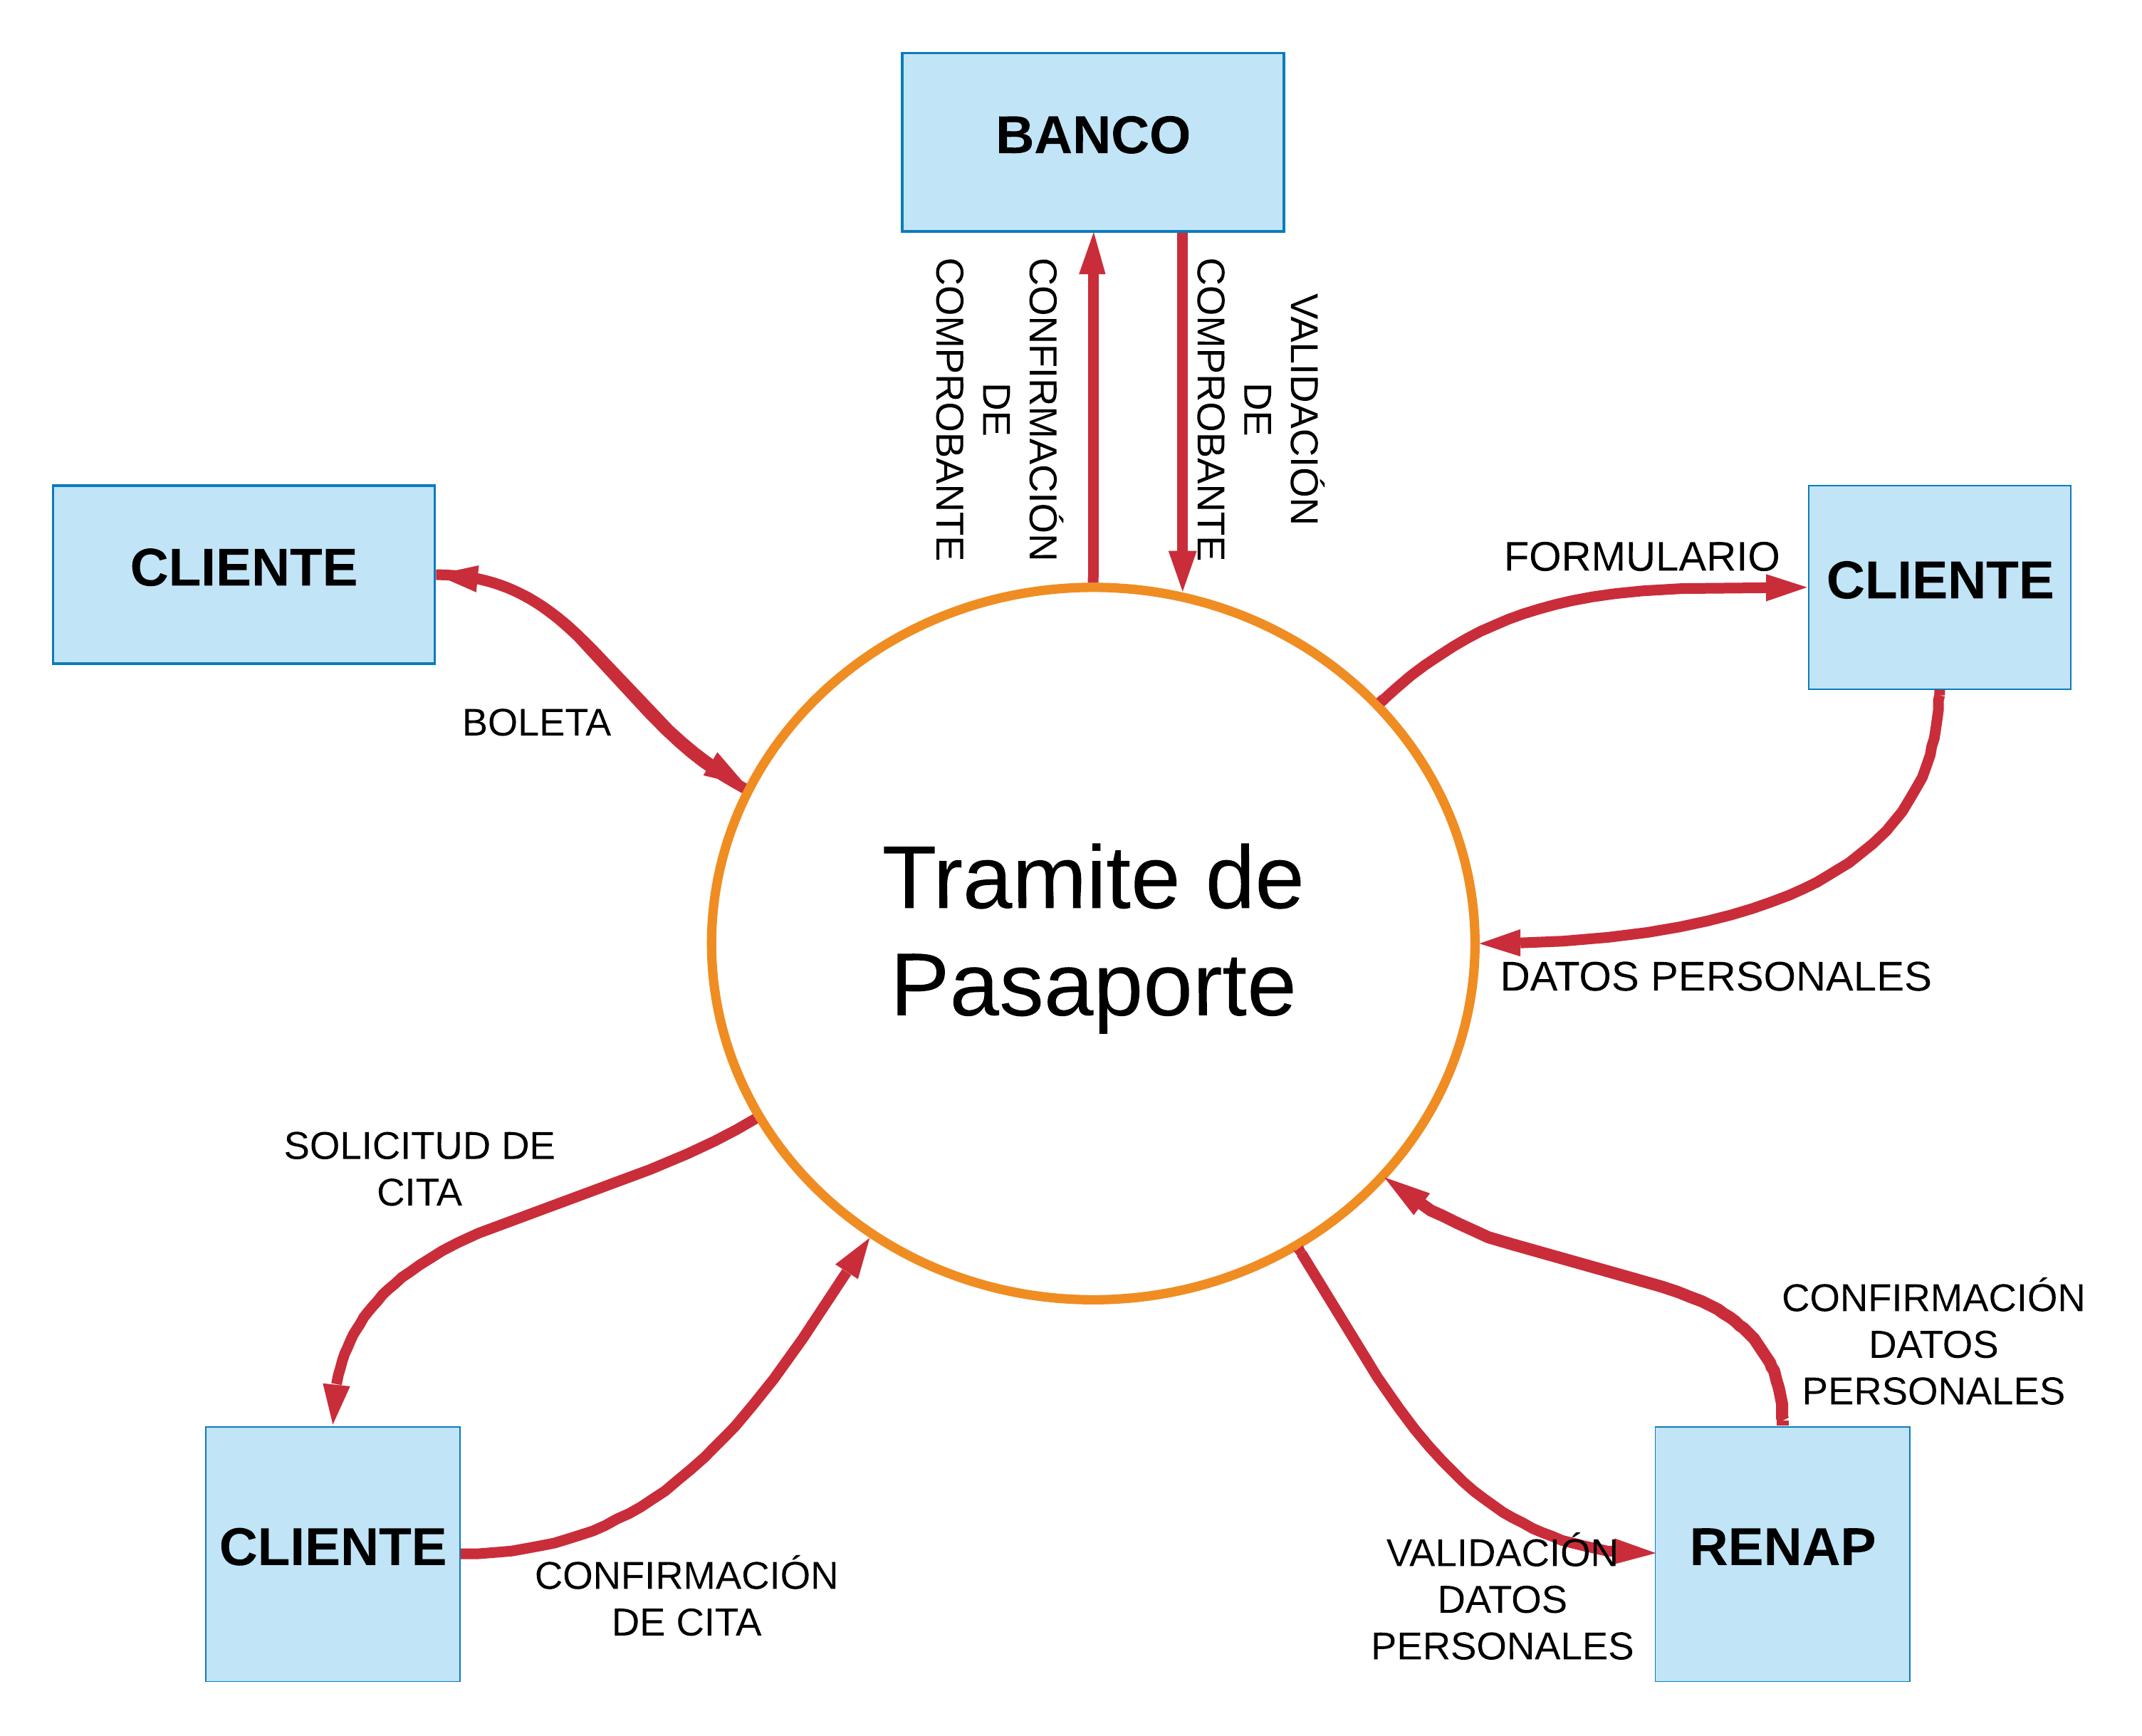 BANCO
CONFIRMACIÓN
DE
COMPROBANTE
VALIDACIÓN
DE
COMPROBANTE
CLIENTE
BOLETA
FORMULARIO
CLIENTE
DATOS PERSONALES
Tramite de
Pasaporte
SOLICITUD DE
CITA
CLIENTE
CONFIRMACIÓN
DE CITA
CONFIRMACIÓN
DATOS
PERSONALES
VALIDACIÓN
DATOS
PERSONALES
RENAP